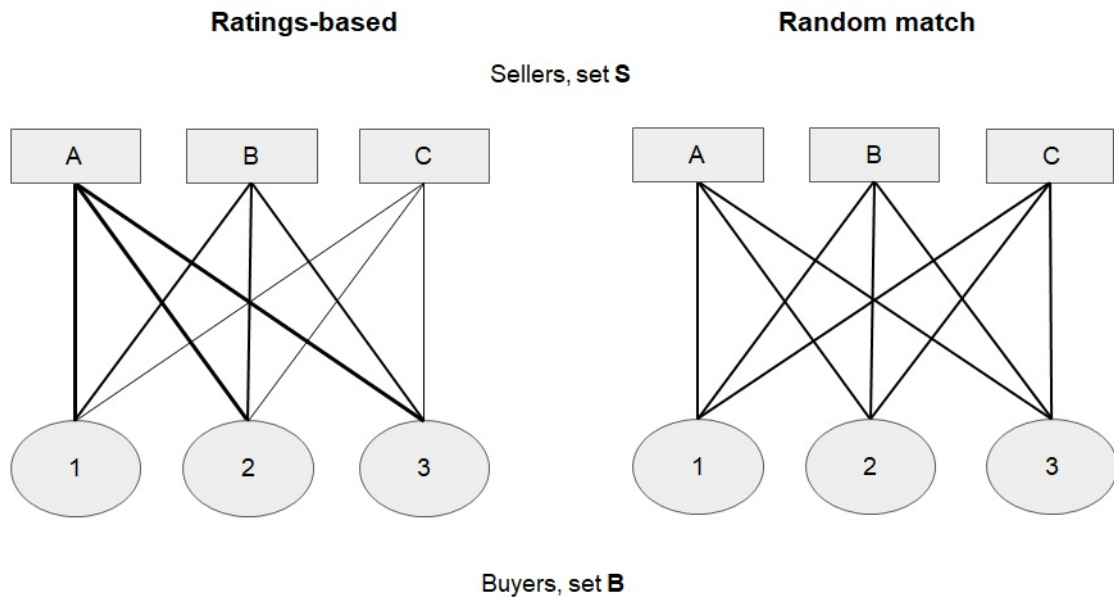 Ratings-based
Random match
Sellers, set S
A B C
A B C
1 2 3
1 2 3
Buyers, set B